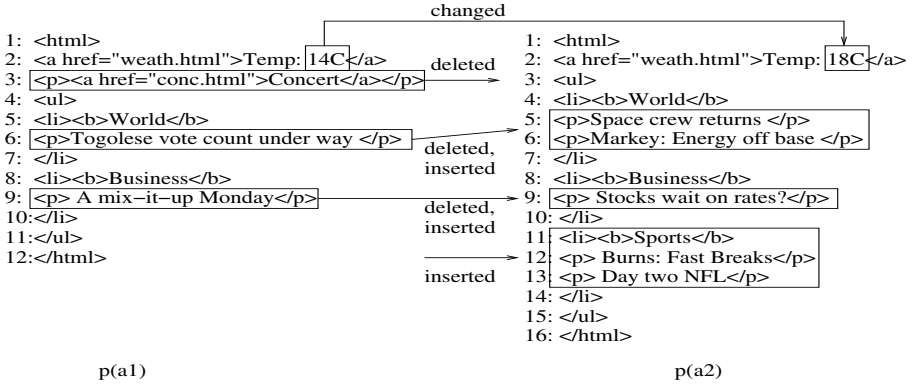 changed
1: <html>
2: <a href="weath.html">Temp: 14C</a>
3: <p><a href="conc.html">Concert</a></p>
4: <ul>
5: <li><b>World</b>
6: <p>Togolese vote count under way </p>
7: </li>
8: <li><b>Business</b>
9: <p> A mix-it-up Monday</p>
10:</li>
11:</ul>
12:</html>
p(a1)
deleted
deleted,
inserted
deleted,
inserted
inserted
1: <html>
2: <a href="weath.html">Temp: 18C</a>
3: <ul>
4: <li><b>World</b>
5: <p>Space crew returns </p>
6: <p>Markey: Energy off base </p>
7: </li>
8: <li><b>Business</b>
9: <p> Stocks wait on rates?</p>
10: </li>
11: <li><b>Sports</b>
12: <p> Burns: Fast Breaks</p>
13: <p> Day two NFL</p>
14: </li>
15: </ul>
16: </html>
p(a2)